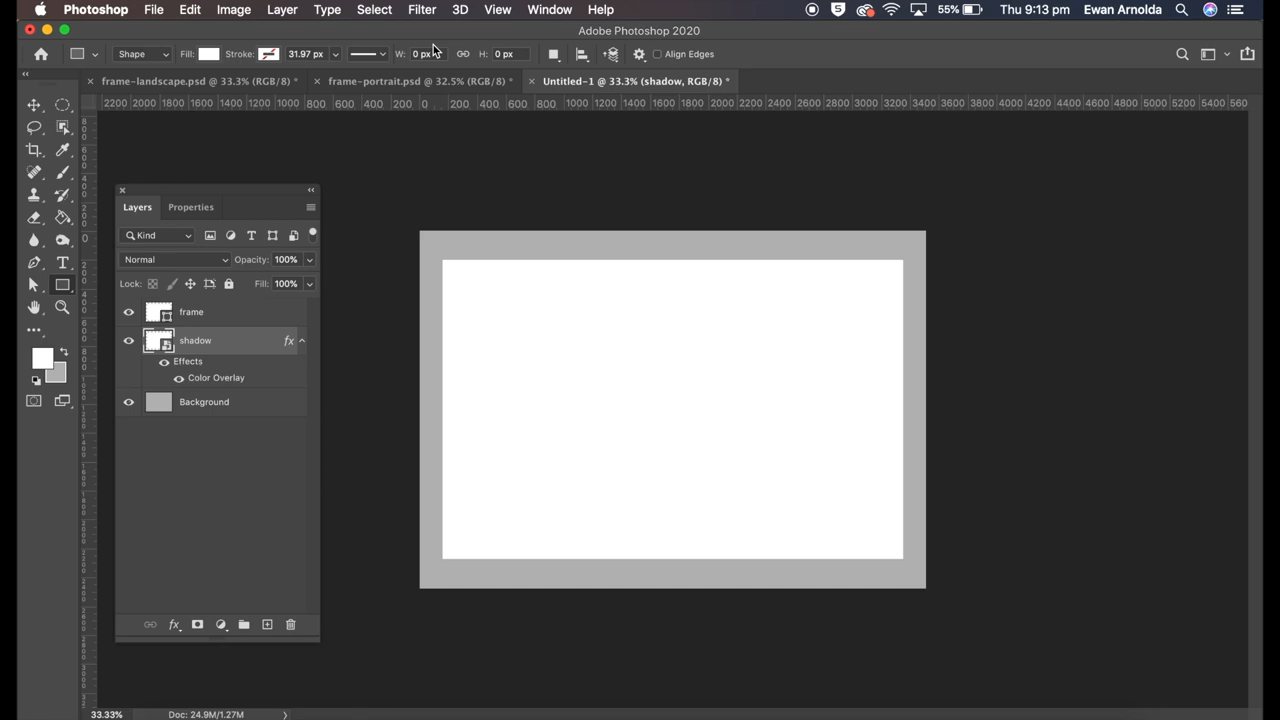 Photoshop File Edit Image Layer Type Select Filter 3D View Window Help 5 55% Thu 9:13 pm Ewan Arnolda
Adobe Photoshop 2020
Shape Fill: Stroke: 31.97 px W: 0 px H: 0 px Align Edges
× frame-landscape.psd @ 33.3% (RGB/8) * × frame-portrait.psd @ 32.5% (RGB/8) * × Untitled-1 @ 33.3% (shadow, RGB/8) *
2200 2000 1800 1600 1400 1200 1000 800 600 400 200 0 200 400 600 800 1000 1200 1400 1600 1800 2000 2200 2400 2600 2800 3000 3200 3400 3600 3800 4000 4200 4400 4600 4800 5000 5200 5400 560
Layers Properties
Kind
Normal Opacity: 100%
Lock: Fill: 100%
frame
shadow fx
Effects
Color Overlay
Background
fx
33.33% Doc: 24.9M/1.27M